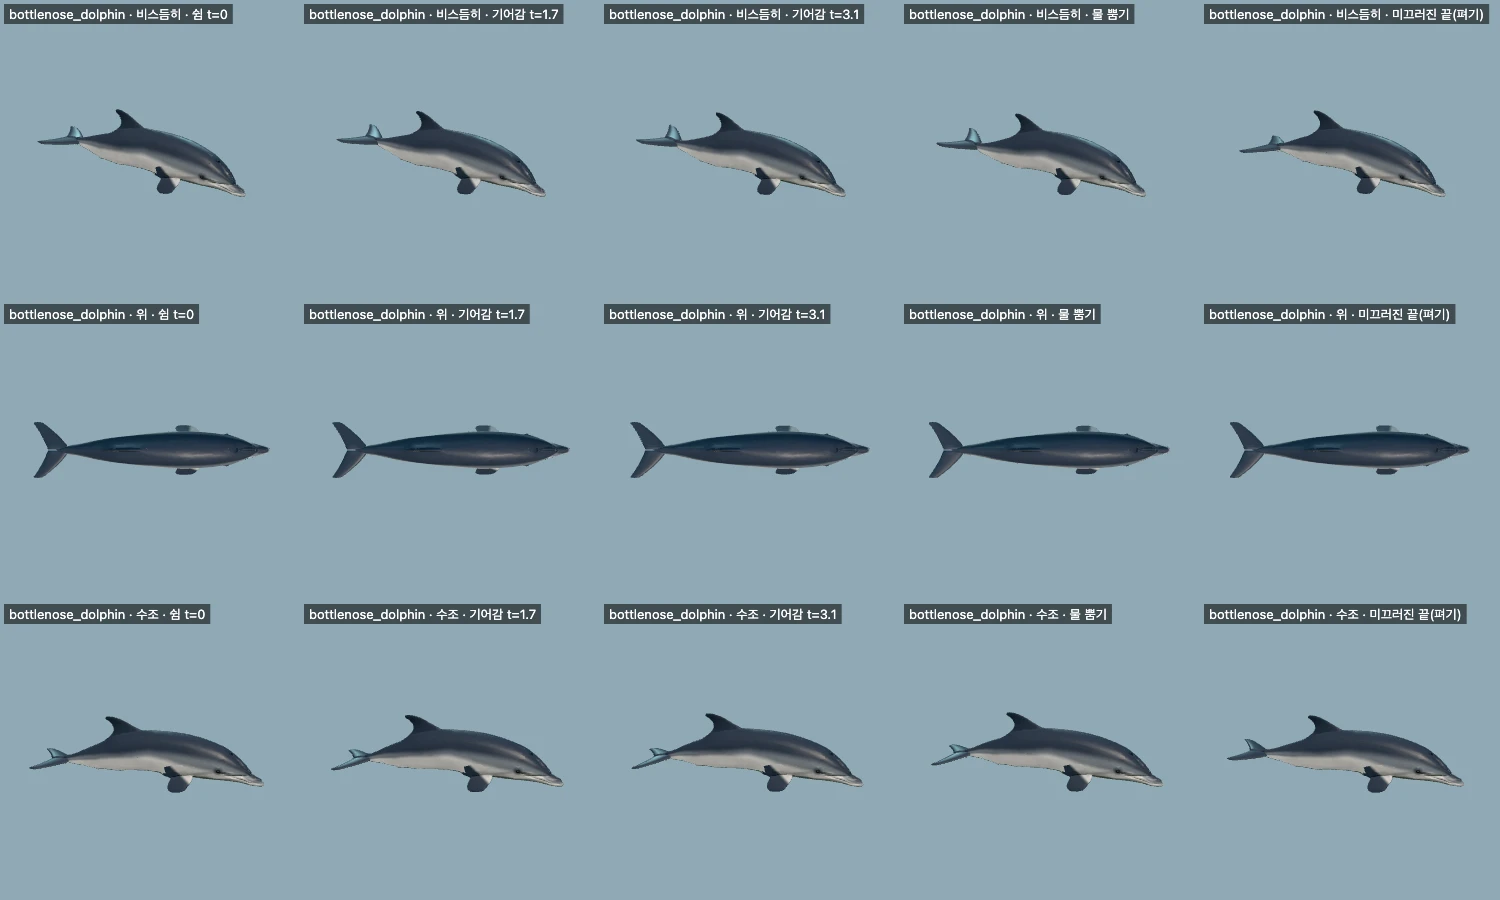 bottlenose_dolphin · 비스듬히 · 쉼 t=0
bottlenose_dolphin · 비스듬히 · 기어감 t=1.7
bottlenose_dolphin · 비스듬히 · 기어감 t=3.1
bottlenose_dolphin · 비스듬히 · 물 뿜기
bottlenose_dolphin · 비스듬히 · 미끄러진 끝(펴기)
bottlenose_dolphin · 위 · 쉼 t=0
bottlenose_dolphin · 위 · 기어감 t=1.7
bottlenose_dolphin · 위 · 기어감 t=3.1
bottlenose_dolphin · 위 · 물 뿜기
bottlenose_dolphin · 위 · 미끄러진 끝(펴기)
bottlenose_dolphin · 수조 · 쉼 t=0
bottlenose_dolphin · 수조 · 기어감 t=1.7
bottlenose_dolphin · 수조 · 기어감 t=3.1
bottlenose_dolphin · 수조 · 물 뿜기
bottlenose_dolphin · 수조 · 미끄러진 끝(펴기)